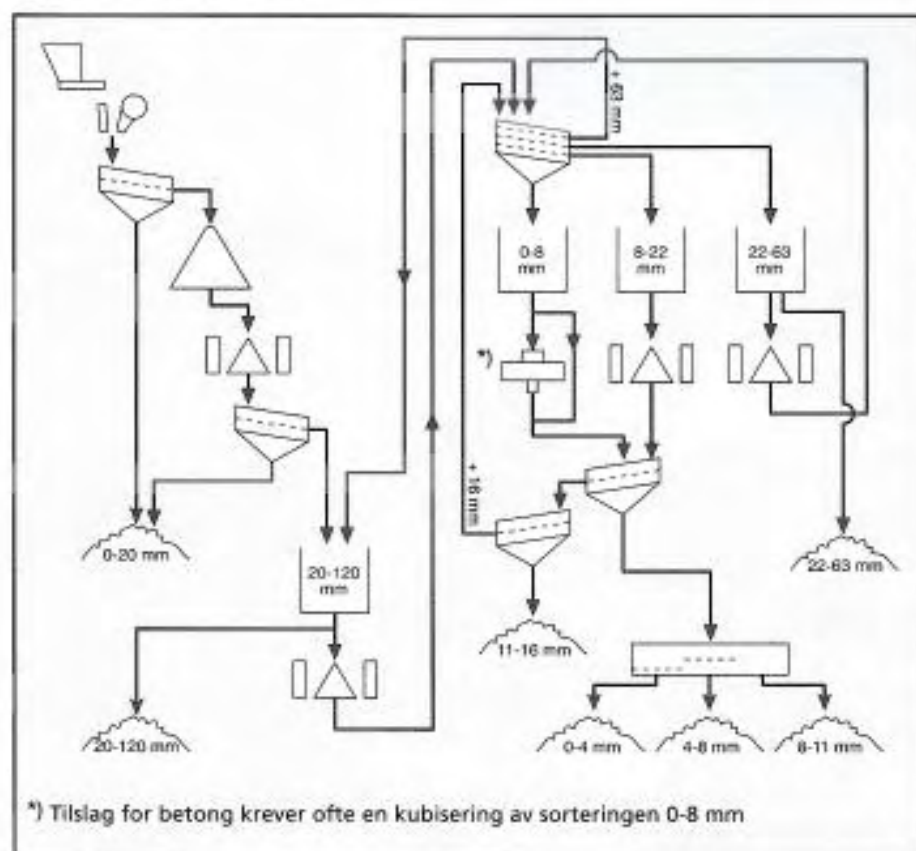 + 63 mm
0-8
mm
8-22
mm
22-63
mm
*)
+ 16 mm
0-20 mm
20-120
mm
22-63 mm
11-16 mm
20-120 mm
0-4 mm
4-8 mm
8-11 mm
*) Tilslag for betong krever ofte en kubisering av sorteringen 0-8 mm